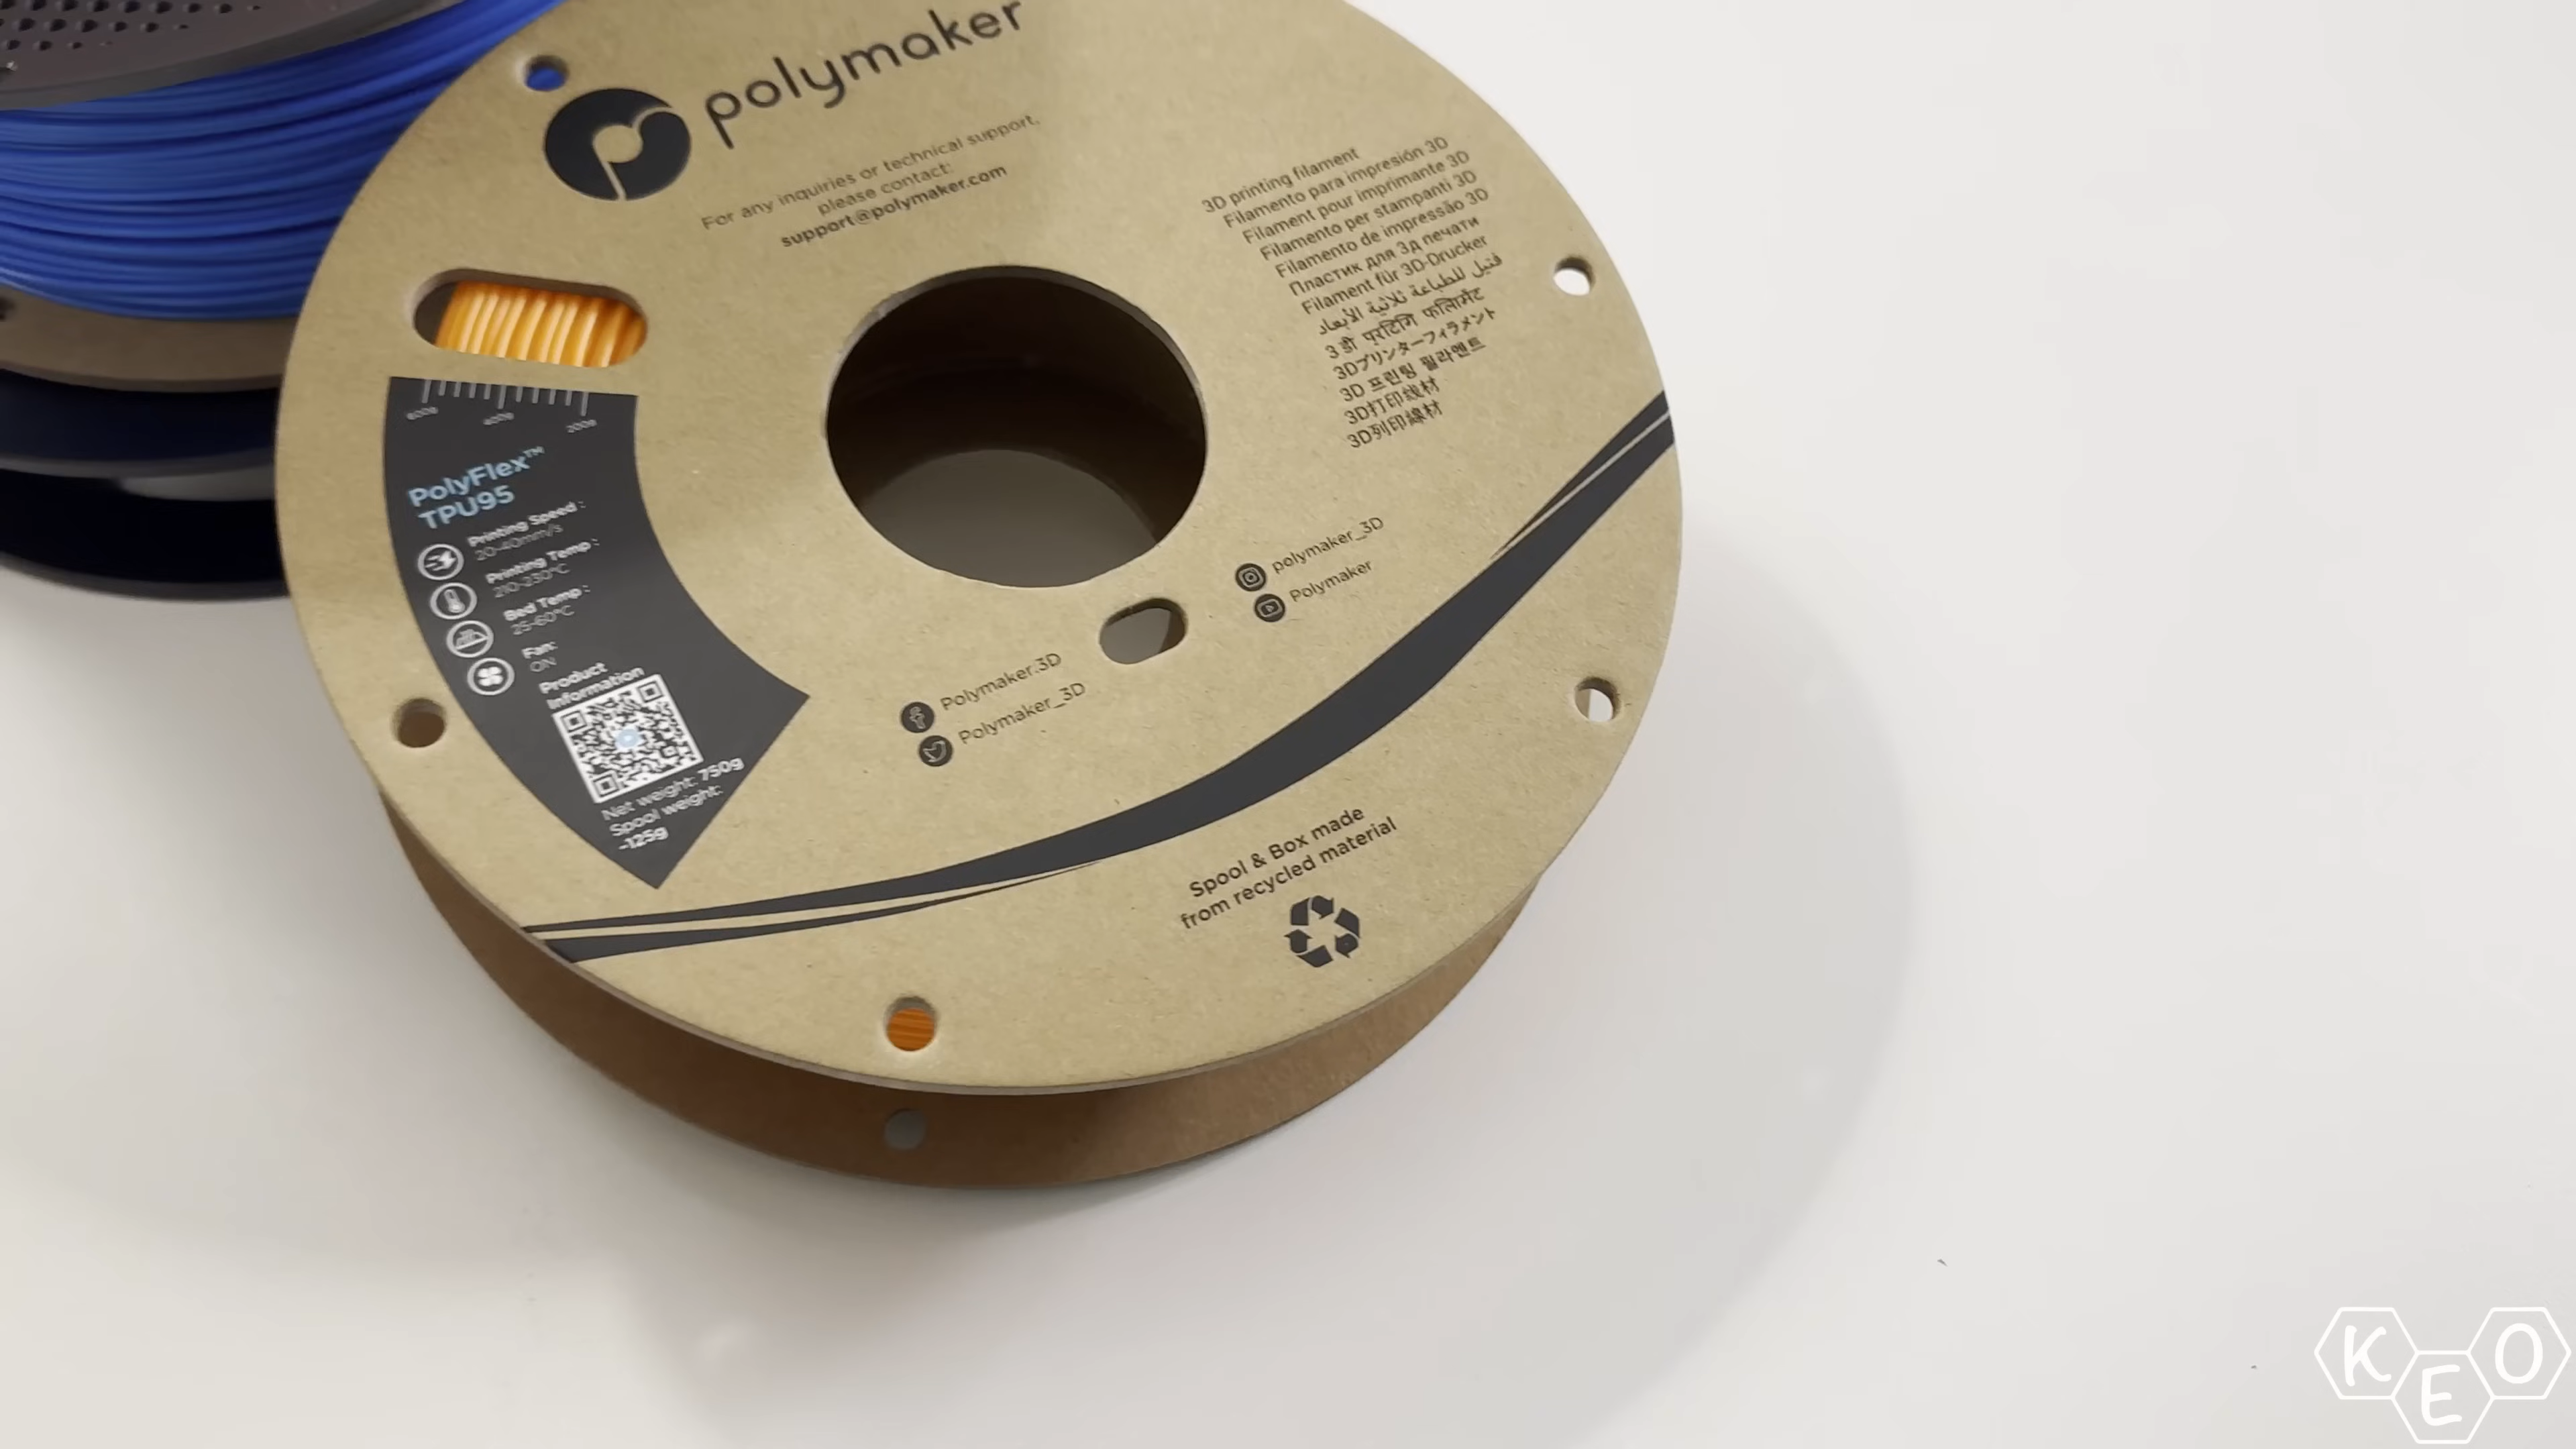 polymaker
For any inquiries or technical support,
please contact:
support@polymaker.com
3D printing filament
Filamento para impresión 3D
Filament pour imprimante 3D
Filamento per stampanti 3D
Filamento de impressão 3D
Пластик для 3д печати
Filament für 3D-Drucker
فتيل للطباعة ثلاثية الأبعاد
3 डी प्रिंटिंग फिलामेंट
3Dプリンターフィラメント
3D 프린팅 필라멘트
3D打印线材
3D列印線材
600g 400g 200g
PolyFlex™
TPU95
Printing Speed :
20-40mm/s
Printing Temp :
210-230°C
Bed Temp :
25-60°C
Fan:
ON
Product
Information
Net weight: 750g
Spool weight:
~125g
polymaker_3D
Polymaker
Polymaker.3D
Polymaker_3D
Spool & Box made
from recycled material
KEO